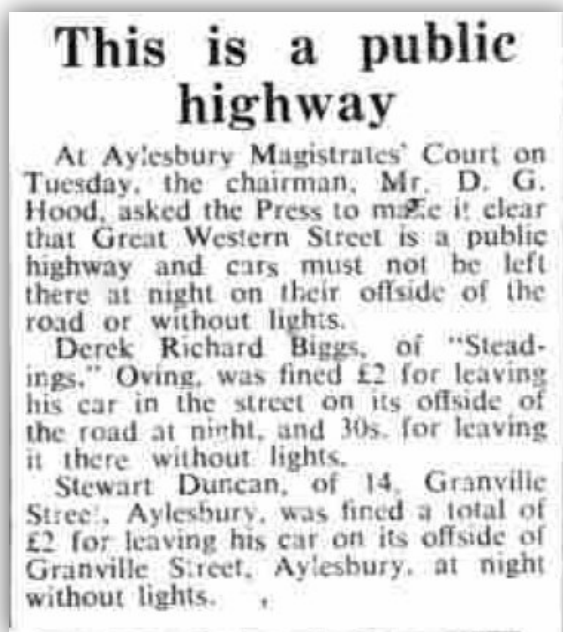 This is a public
highway
At Aylesbury Magistrates' Court on
Tuesday, the chairman, Mr. D. G.
Hood, asked the Press to make it clear
that Great Western Street is a public
highway and cars must not be left
there at night on their offside of the
road or without lights.
Derek Richard Biggs, of "Stead-
ings," Oving, was fined £2 for leaving
his car in the street on its offside of
the road at night, and 30s. for leaving
it there without lights.
Stewart Duncan, of 14, Granville
Street, Aylesbury, was fined a total of
£2 for leaving his car on its offside of
Granville Street, Aylesbury, at night
without lights.